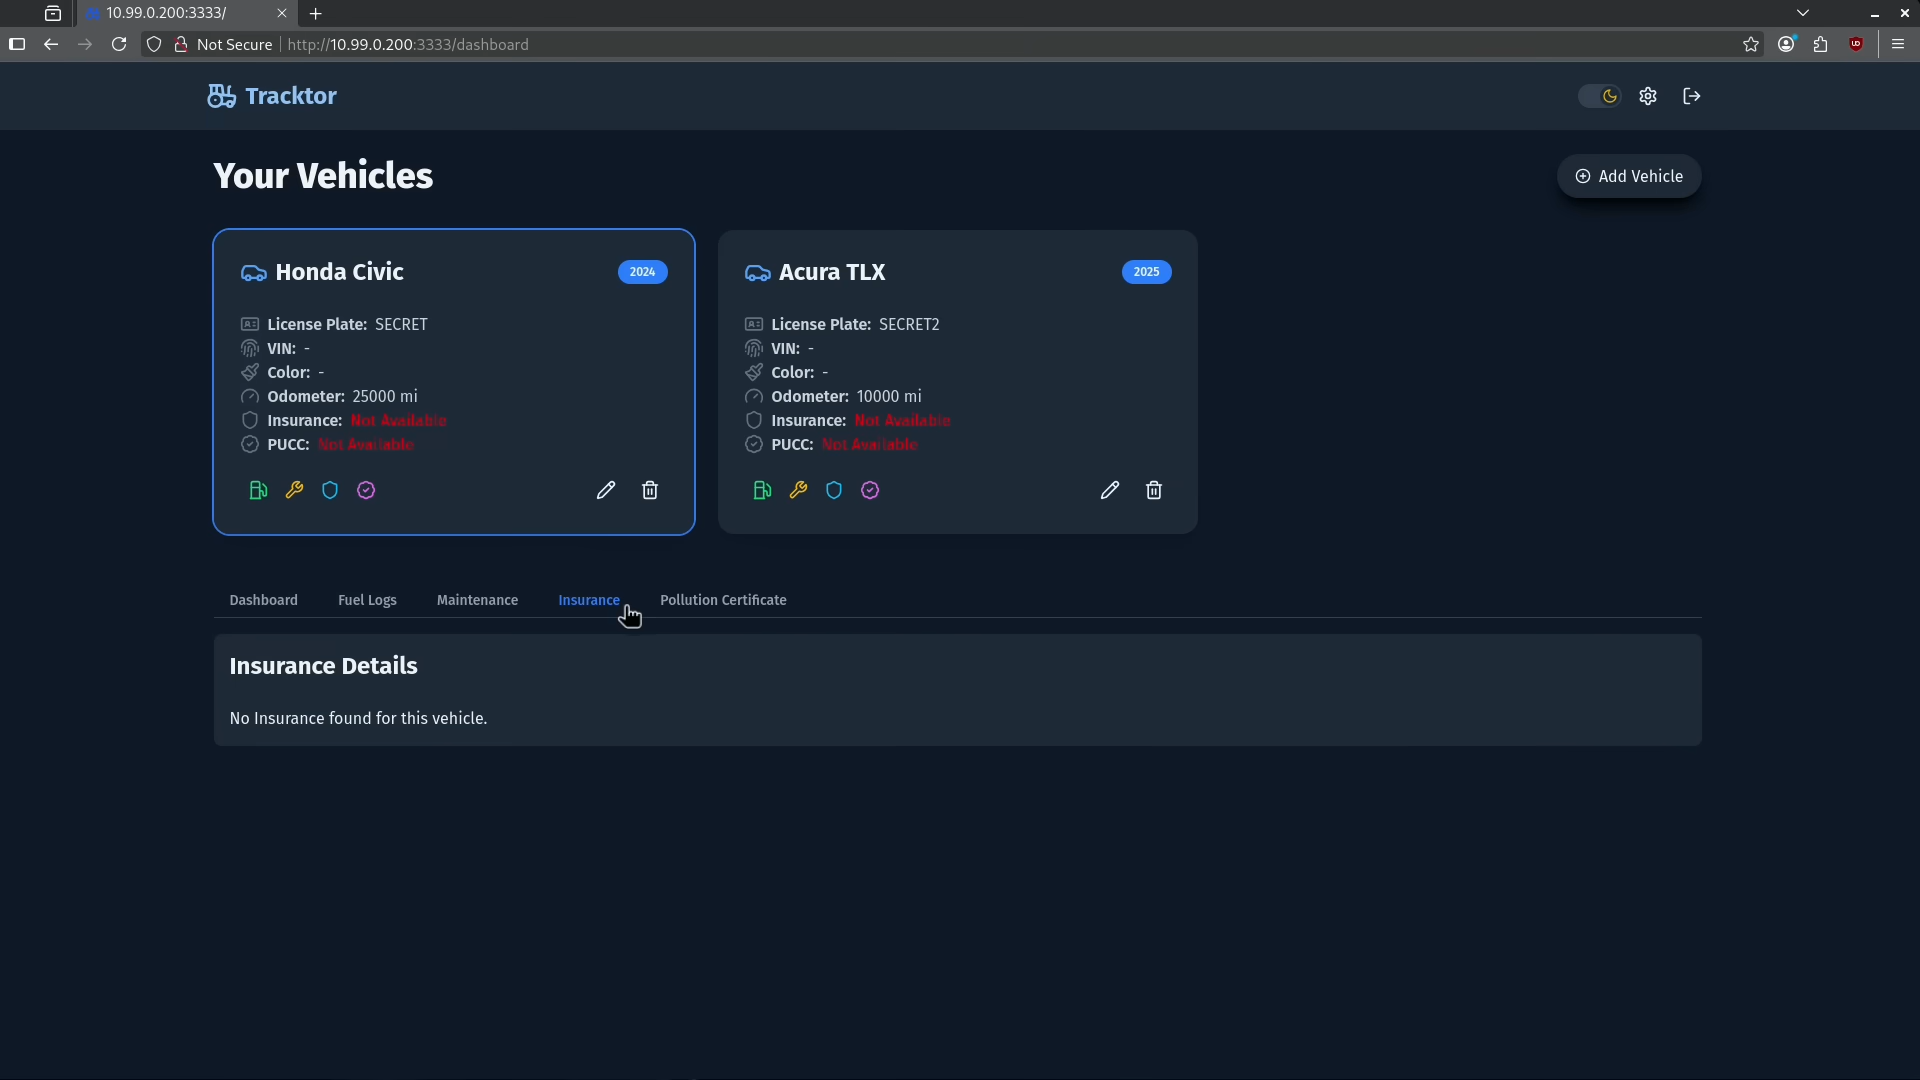 10.99.0.200:3333/
Not Secure
http://10.99.0.200:3333/dashboard
Tracktor
Your Vehicles
Add Vehicle
Honda Civic
2024
License Plate: SECRET
VIN: -
Color: -
Odometer: 25000 mi
Insurance: Not Available
PUCC: Not Available
Acura TLX
2025
License Plate: SECRET2
VIN: -
Color: -
Odometer: 10000 mi
Insurance: Not Available
PUCC: Not Available
Dashboard Fuel Logs Maintenance Insurance Pollution Certificate
Insurance Details
No Insurance found for this vehicle.